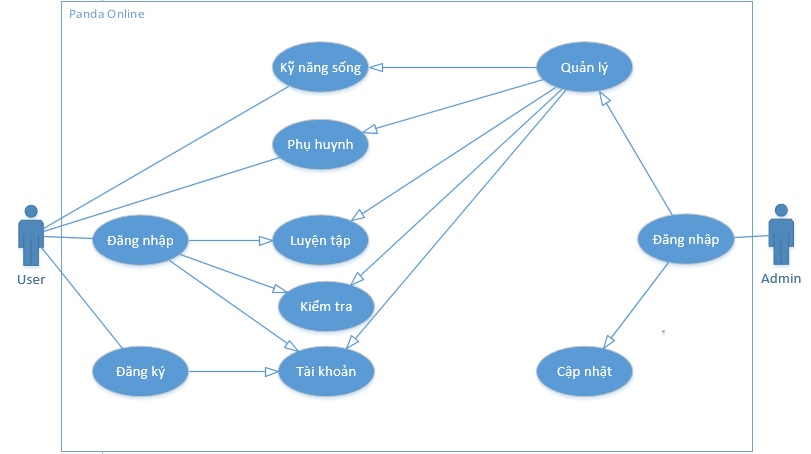 Panda Online
Kỹ năng sống
Quản lý
Phụ huynh
Đăng nhập
Luyện tập
Đăng nhập
User
Admin
Kiểm tra
Đăng ký
Tài khoản
Cập nhật